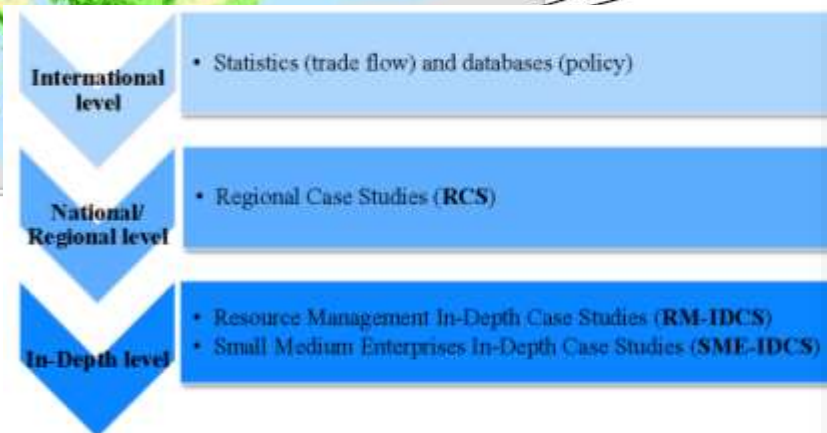 International
level
• Statistics (trade flow) and databases (policy)
National/
Regional level
• Regional Case Studies (RCS)
In-Depth level
• Resource Management In-Depth Case Studies (RM-IDCS)
• Small Medium Enterprises In-Depth Case Studies (SME-IDCS)